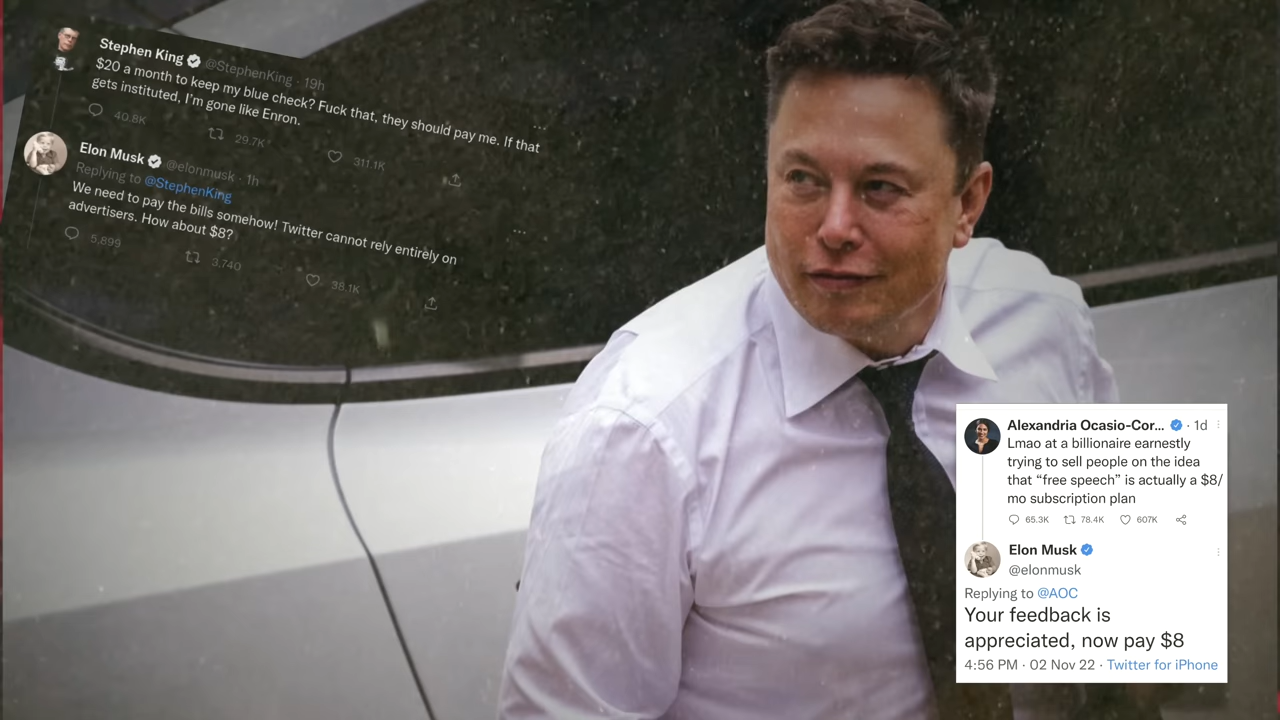 Stephen King @StephenKing · 19h
$20 a month to keep my blue check? Fuck that, they should pay me. If that
gets instituted, I'm gone like Enron.
40.8K 29.7K 311.1K
Elon Musk @elonmusk · 1h
Replying to @StephenKing
We need to pay the bills somehow! Twitter cannot rely entirely on
advertisers. How about $8?
5,899 3,740 38.1K
Alexandria Ocasio-Cor... · 1d
Lmao at a billionaire earnestly
trying to sell people on the idea
that “free speech” is actually a $8/
mo subscription plan
65.3K 78.4K 607K
Elon Musk
@elonmusk
Replying to @AOC
Your feedback is
appreciated, now pay $8
4:56 PM · 02 Nov 22 · Twitter for iPhone